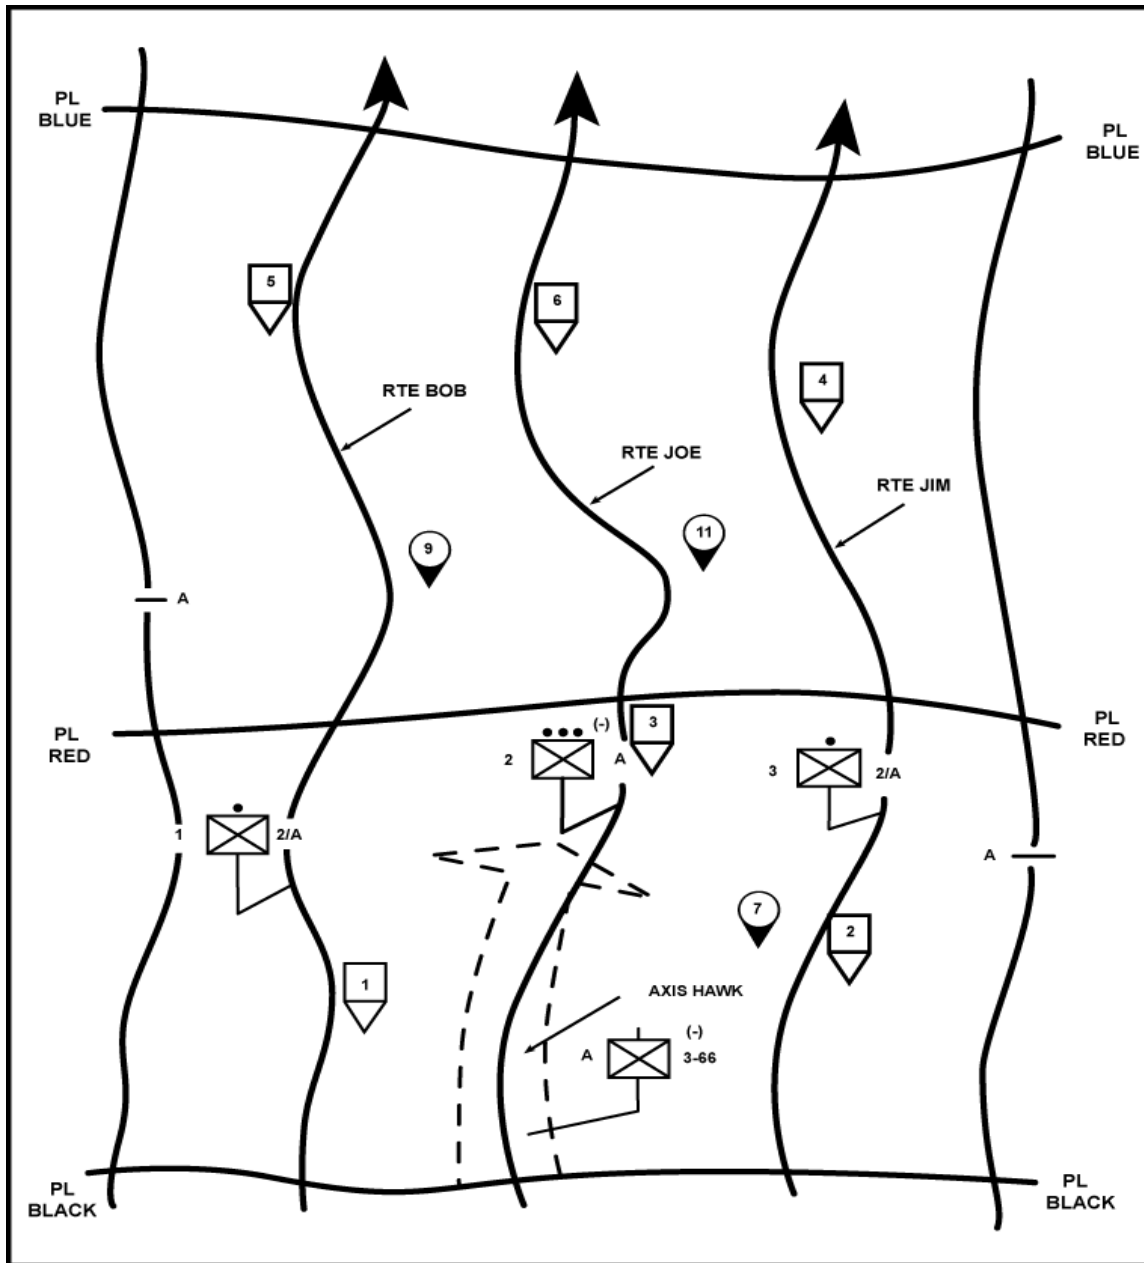 PL
BLUE
PL
BLUE
5
6
4
RTE BOB
RTE JOE
RTE JIM
9
11
A
PL
RED
PL
RED
2
(-)
A
3
3
2/A
1
2/A
A
7
2
1
AXIS HAWK
A
(-)
3-66
PL
BLACK
PL
BLACK